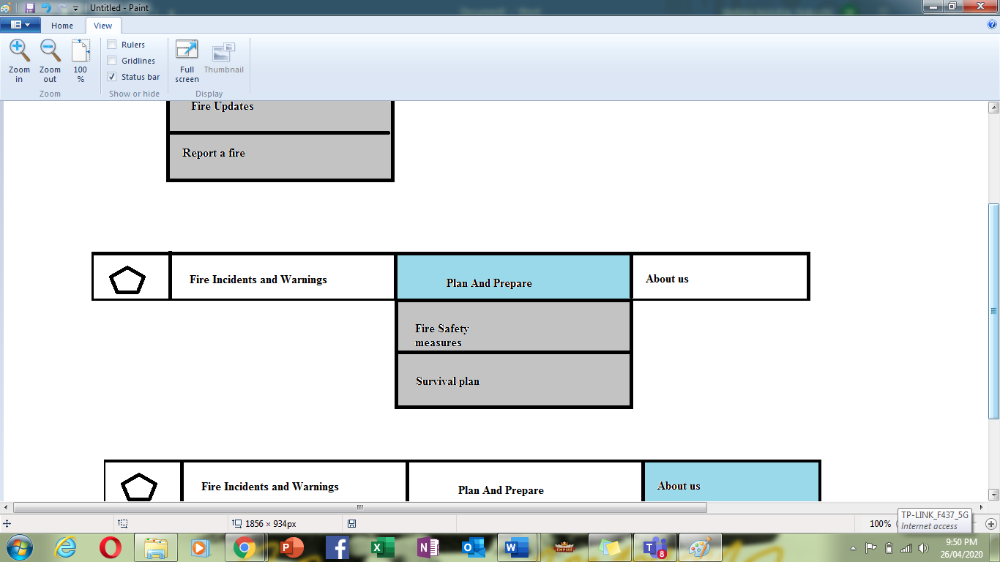 Untitled - Paint
Home
View
Zoom in
Zoom out
100 %
Rulers
Gridlines
Status bar
Full screen
Thumbnail
Zoom
Show or hide
Display
Fire Updates
Report a fire
Fire Incidents and Warnings
Plan And Prepare
About us
Fire Safety
measures
Survival plan
Fire Incidents and Warnings
Plan And Prepare
About us
1856 × 934px
100%
TP-LINK_F437_5G
Internet access
EMPIRE
8
9:50 PM
26/04/2020